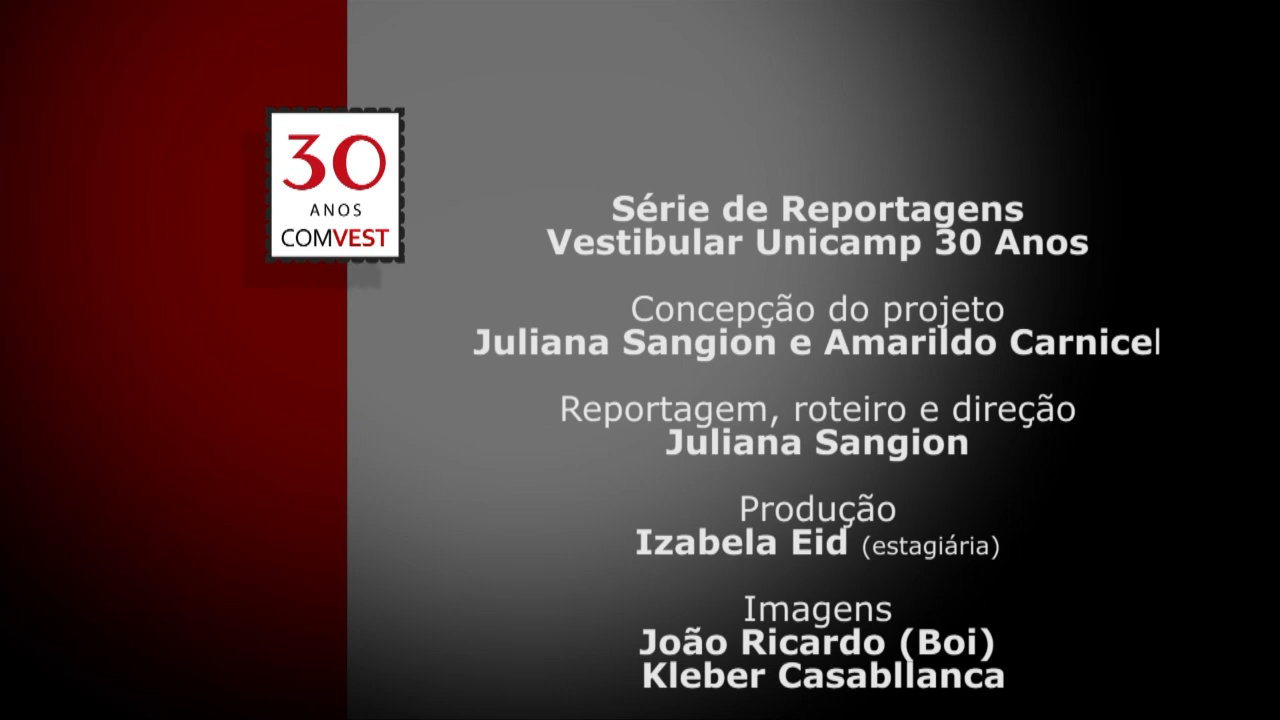 30
ANOS
COMVEST
Série de Reportagens
Vestibular Unicamp 30 Anos
Concepção do projeto
Juliana Sangion e Amarildo Carnicel
Reportagem, roteiro e direção
Juliana Sangion
Produção
Izabela Eid (estagiária)
Imagens
João Ricardo (Boi)
Kleber Casabllanca